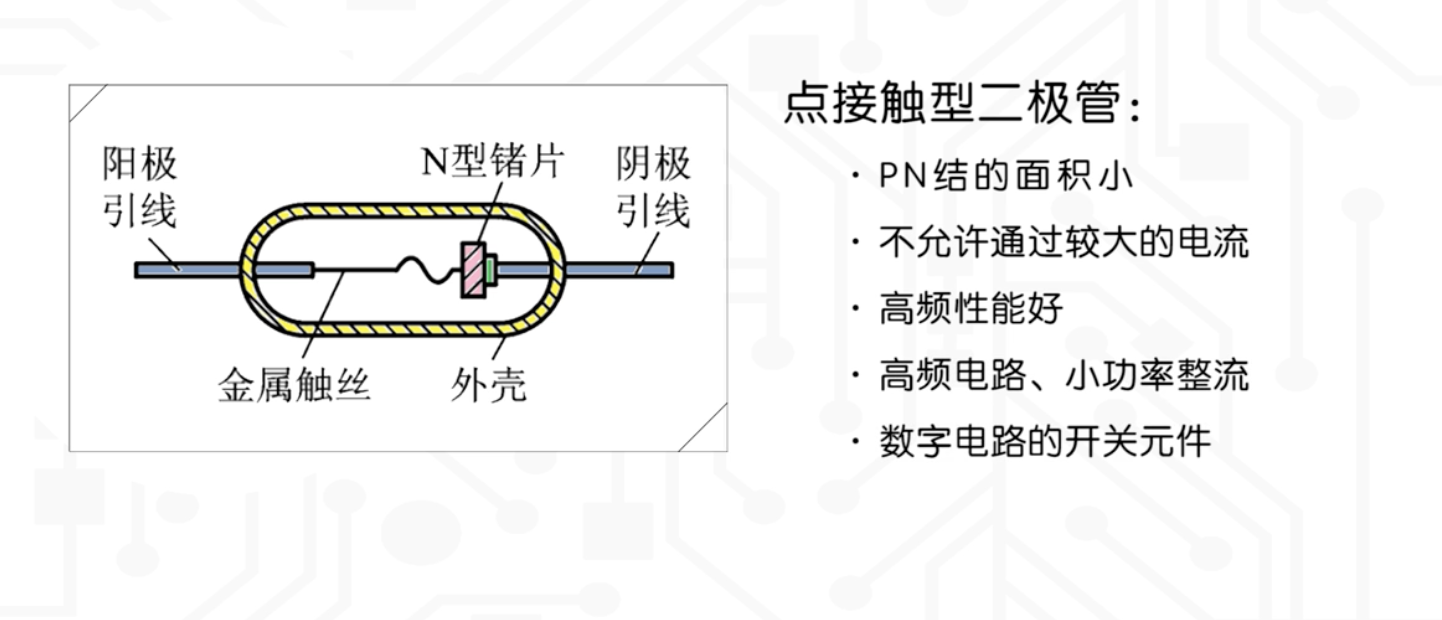 阳极
引线
N型锗片
阴极
引线
金属触丝
外壳
点接触型二极管：
· PN结的面积小
· 不允许通过较大的电流
· 高频性能好
· 高频电路、小功率整流
· 数字电路的开关元件